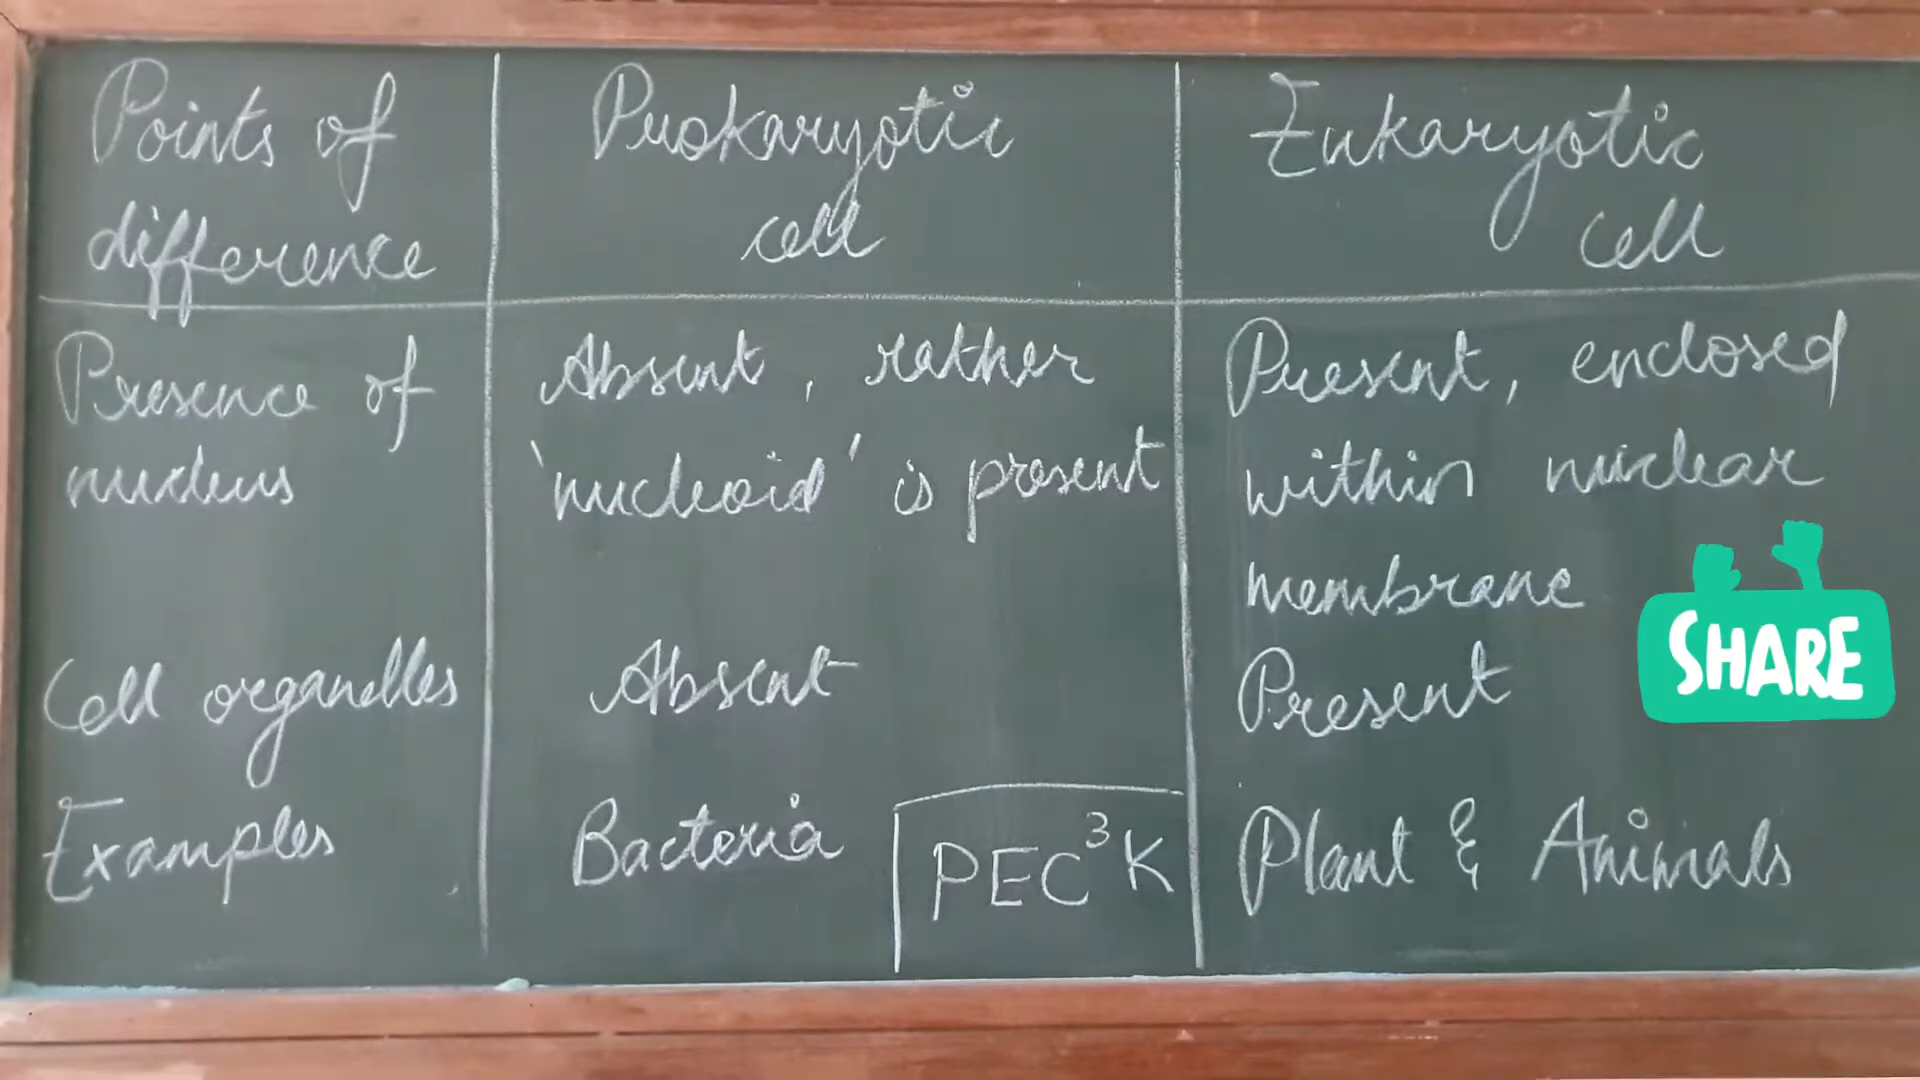 Points of difference
Prokaryotic cell
Eukaryotic cell
Presence of nucleus
Absent, rather 'nucleoid' is present
Present, enclosed within nuclear membrane
Cell organelles
Absent
Present
SHARE
Examples
Bacteria
PEC³K
Plant & Animals